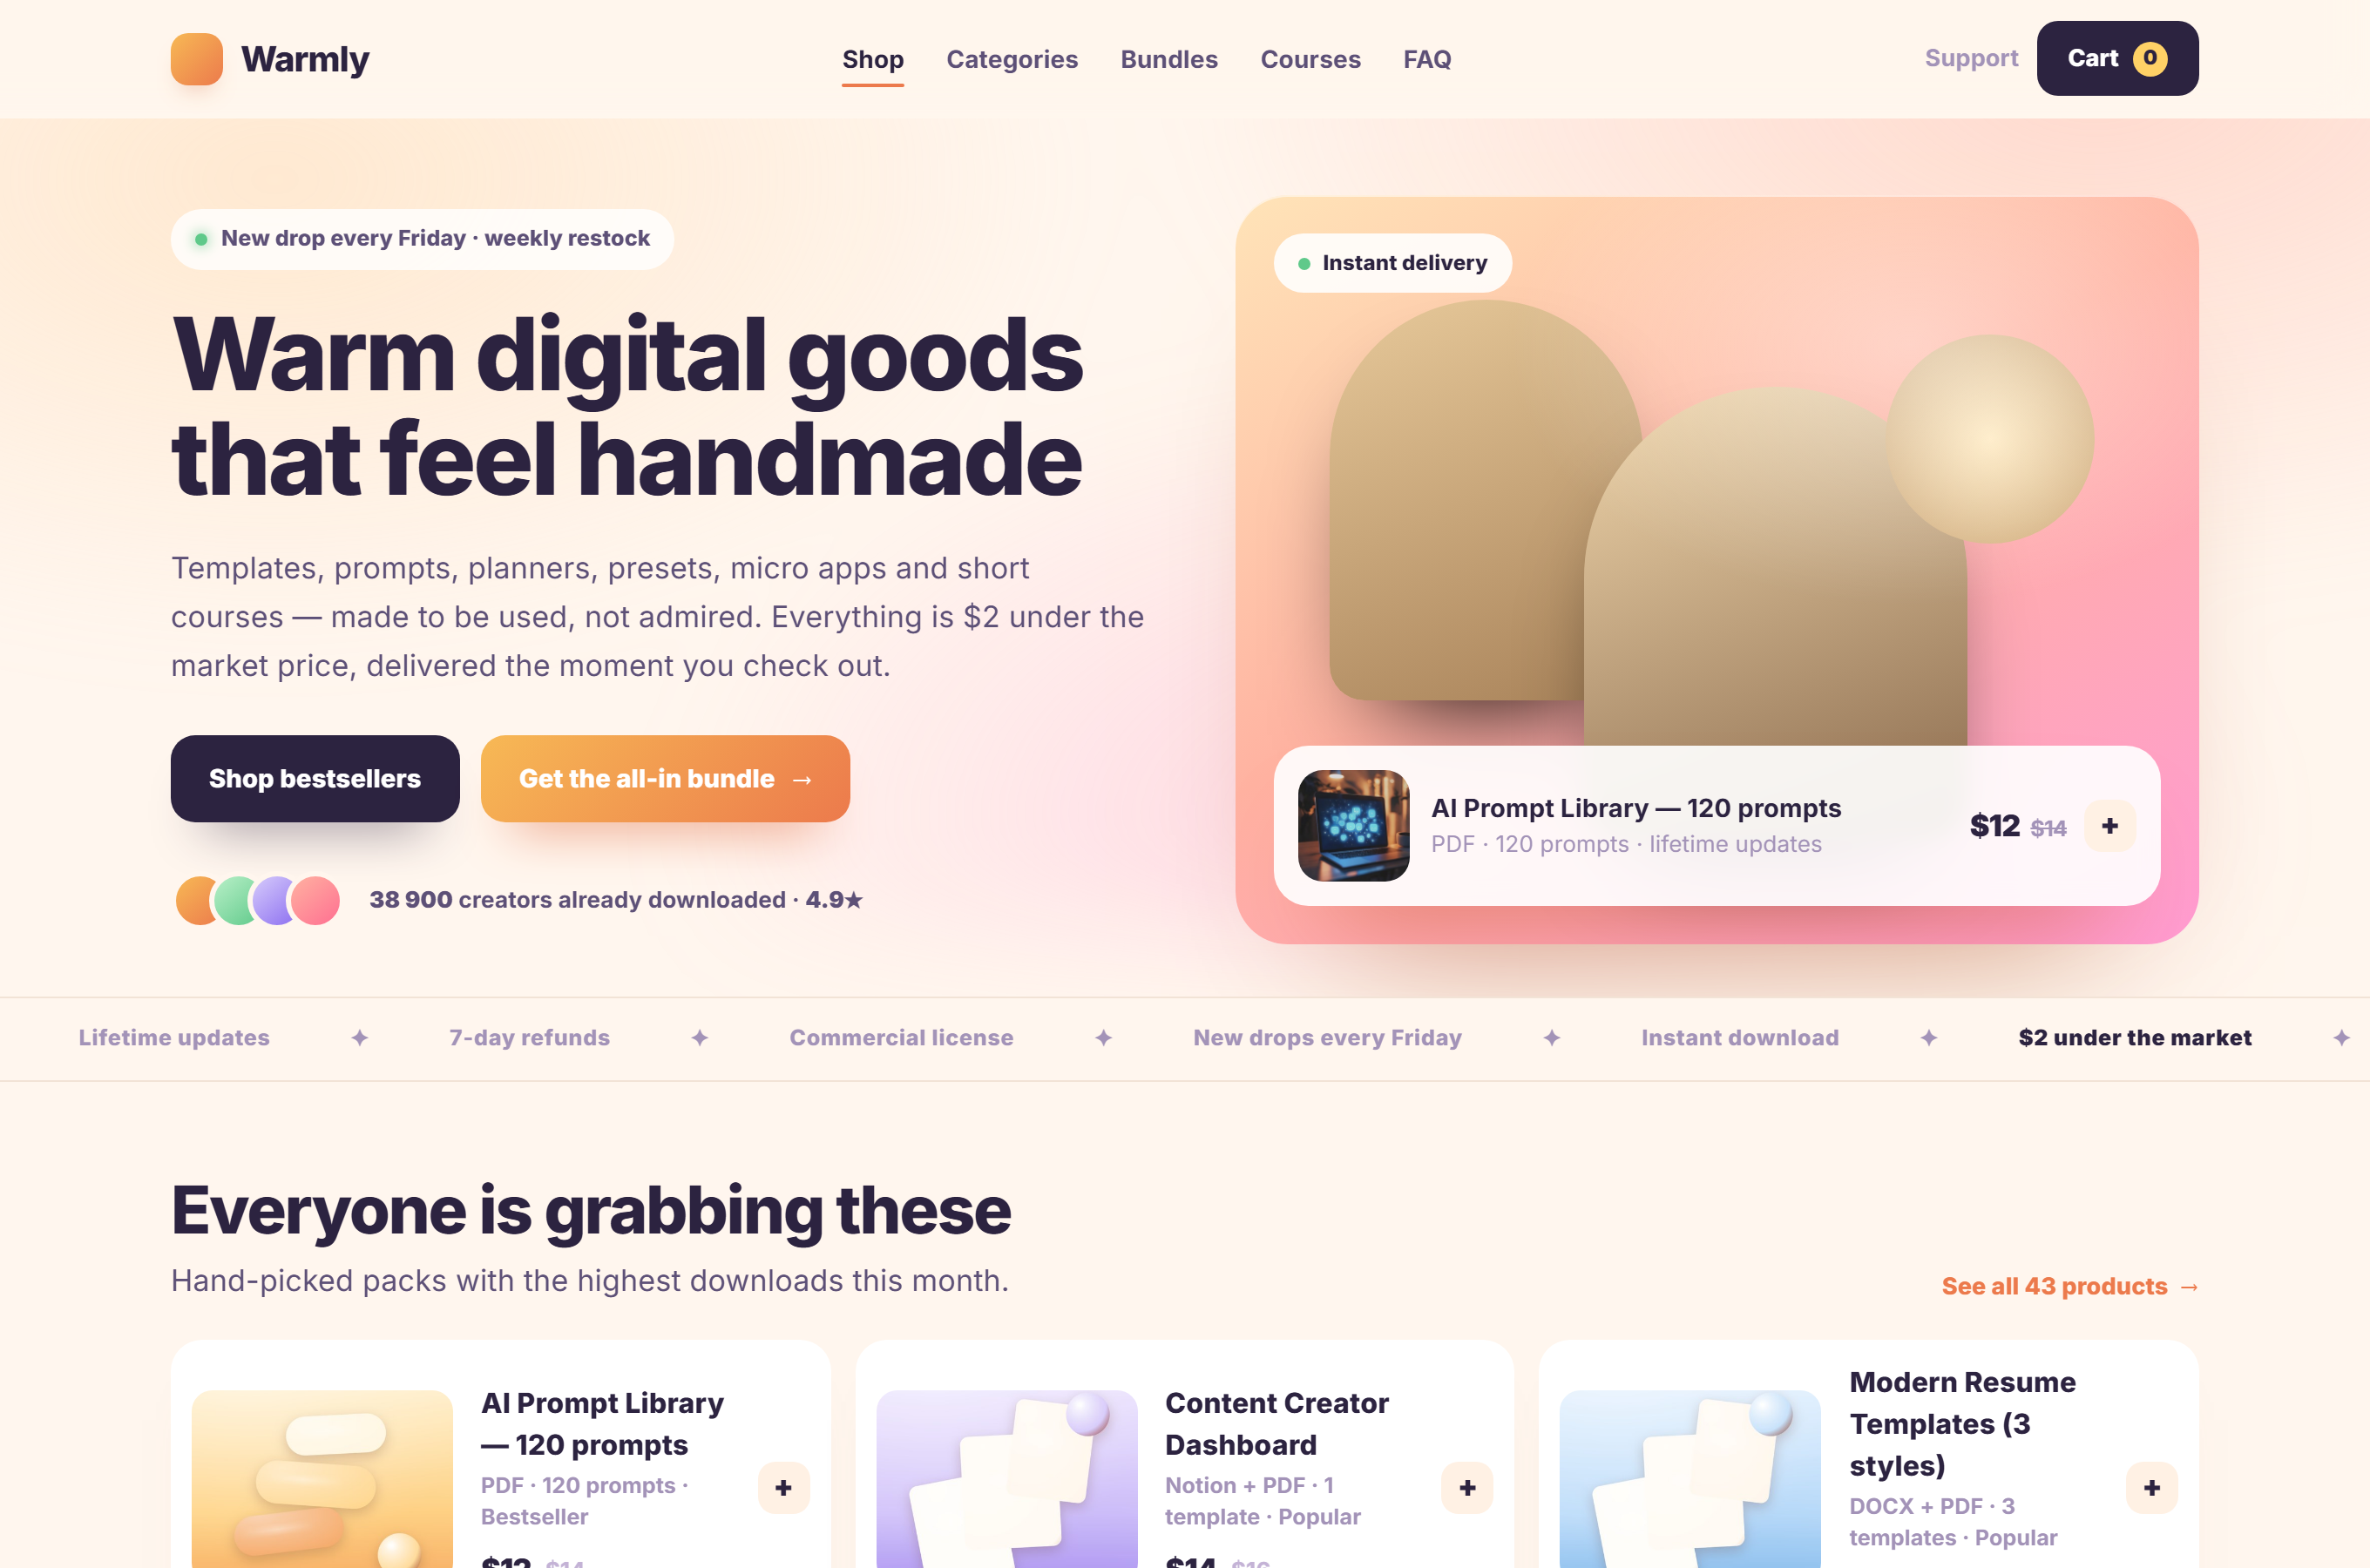 Warmly
Shop
Categories
Bundles
Courses
FAQ
Support
Cart 0
New drop every Friday · weekly restock
Warm digital goods
that feel handmade
Templates, prompts, planners, presets, micro apps and short
courses — made to be used, not admired. Everything is $2 under the
market price, delivered the moment you check out.
Shop bestsellers
Get the all-in bundle →
38 900 creators already downloaded · 4.9★
Instant delivery
AI Prompt Library — 120 prompts
PDF · 120 prompts · lifetime updates
$12 $14
+
Lifetime updates ✦ 7-day refunds ✦ Commercial license ✦ New drops every Friday ✦ Instant download ✦ $2 under the market ✦
Everyone is grabbing these
Hand-picked packs with the highest downloads this month.
See all 43 products →
AI Prompt Library
— 120 prompts
PDF · 120 prompts ·
Bestseller
$12 $14
+
Content Creator
Dashboard
Notion + PDF · 1
template · Popular
$14 $16
+
Modern Resume
Templates (3
styles)
DOCX + PDF · 3
templates · Popular
+